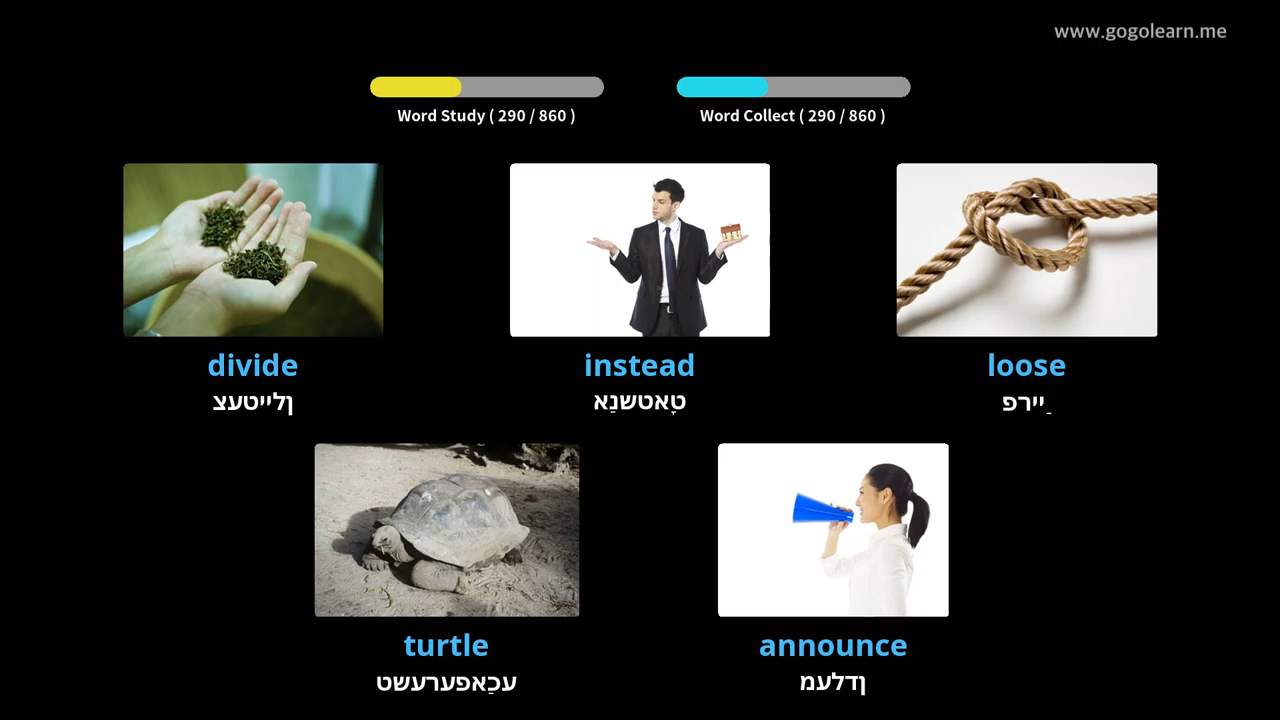 www.gogolearn.me
Word Study ( 290 / 860 )
Word Collect ( 290 / 860 )
divide
ןלייטעצ
instead
טָאטשנַא
loose
ַיירפ
turtle
עכַאפערעשט
announce
ןדלעמ